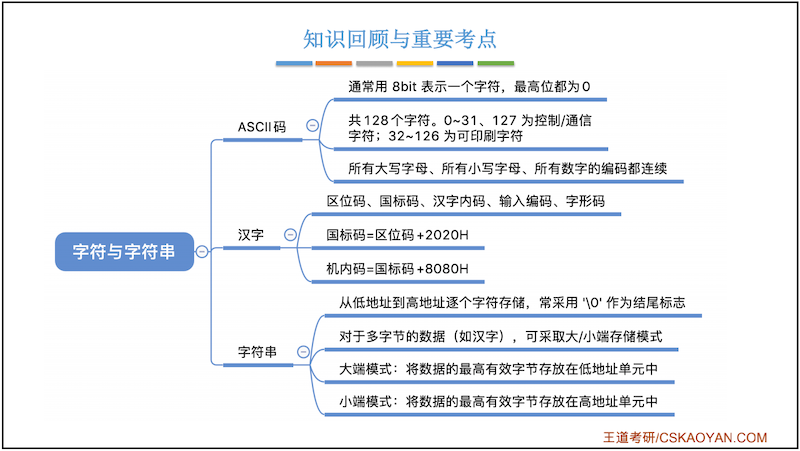 知识回顾与重要考点
字符与字符串
ASCII码
通常用 8bit 表示一个字符，最高位都为0
共128个字符。0~31、127 为控制/通信
字符；32~126 为可印刷字符
所有大写字母、所有小写字母、所有数字的编码都连续
汉字
区位码、国标码、汉字内码、输入编码、字形码
国标码=区位码+2020H
机内码=国标码+8080H
字符串
从低地址到高地址逐个字符存储，常采用 '\0' 作为结尾标志
对于多字节的数据（如汉字），可采取大/小端存储模式
大端模式：将数据的最高有效字节存放在低地址单元中
小端模式：将数据的最高有效字节存放在高地址单元中
王道考研/CSKAOYAN.COM